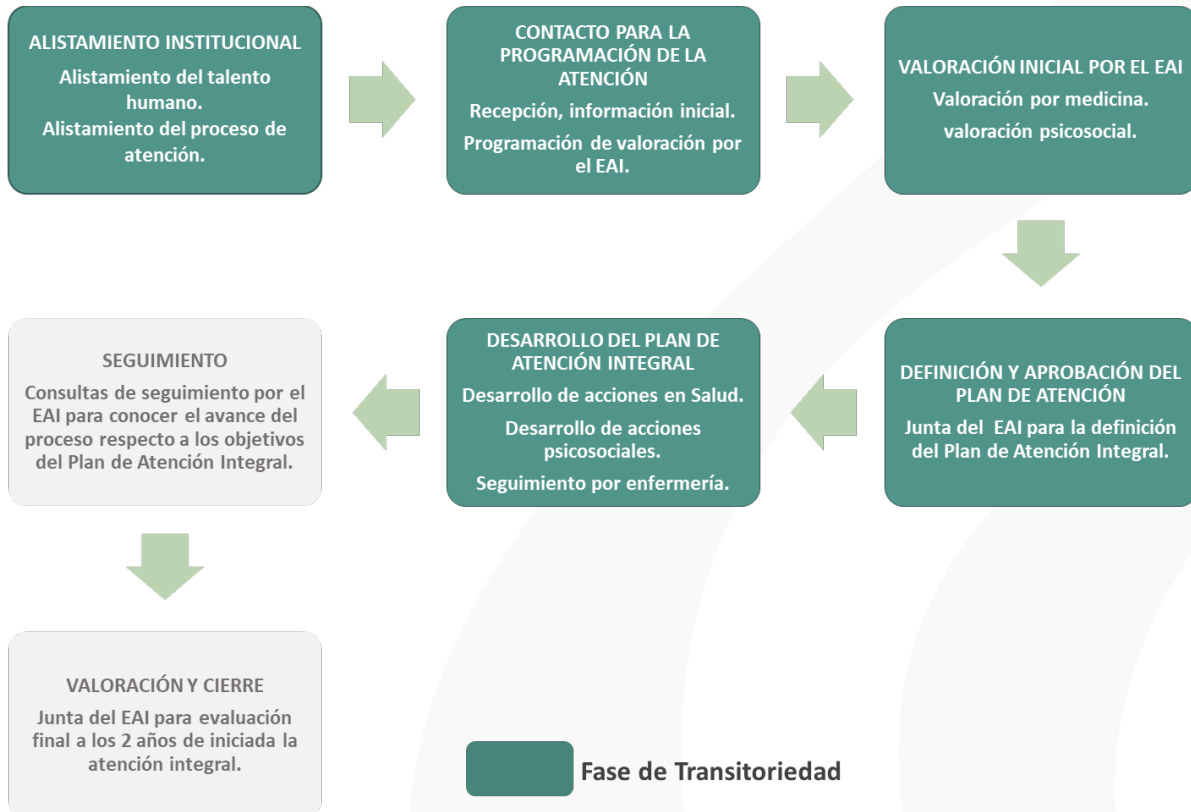 ALISTAMIENTO INSTITUCIONAL
Alistamiento del talento
humano.
Alistamiento del proceso de
atención.
CONTACTO PARA LA
PROGRAMACIÓN DE LA
ATENCIÓN
Recepción, información inicial.
Programación de valoración por
el EAI.
VALORACIÓN INICIAL POR EL EAI
Valoración por medicina.
valoración psicosocial.
DEFINICIÓN Y APROBACIÓN DEL
PLAN DE ATENCIÓN
Junta del EAI para la definición
del Plan de Atención Integral.
DESARROLLO DEL PLAN DE
ATENCIÓN INTEGRAL
Desarrollo de acciones en Salud.
Desarrollo de acciones
psicosociales.
Seguimiento por enfermería.
SEGUIMIENTO
Consultas de seguimiento por el
EAI para conocer el avance del
proceso respecto a los objetivos
del Plan de Atención Integral.
VALORACIÓN Y CIERRE
Junta del EAI para evaluación
final a los 2 años de iniciada la
atención integral.
Fase de Transitoriedad